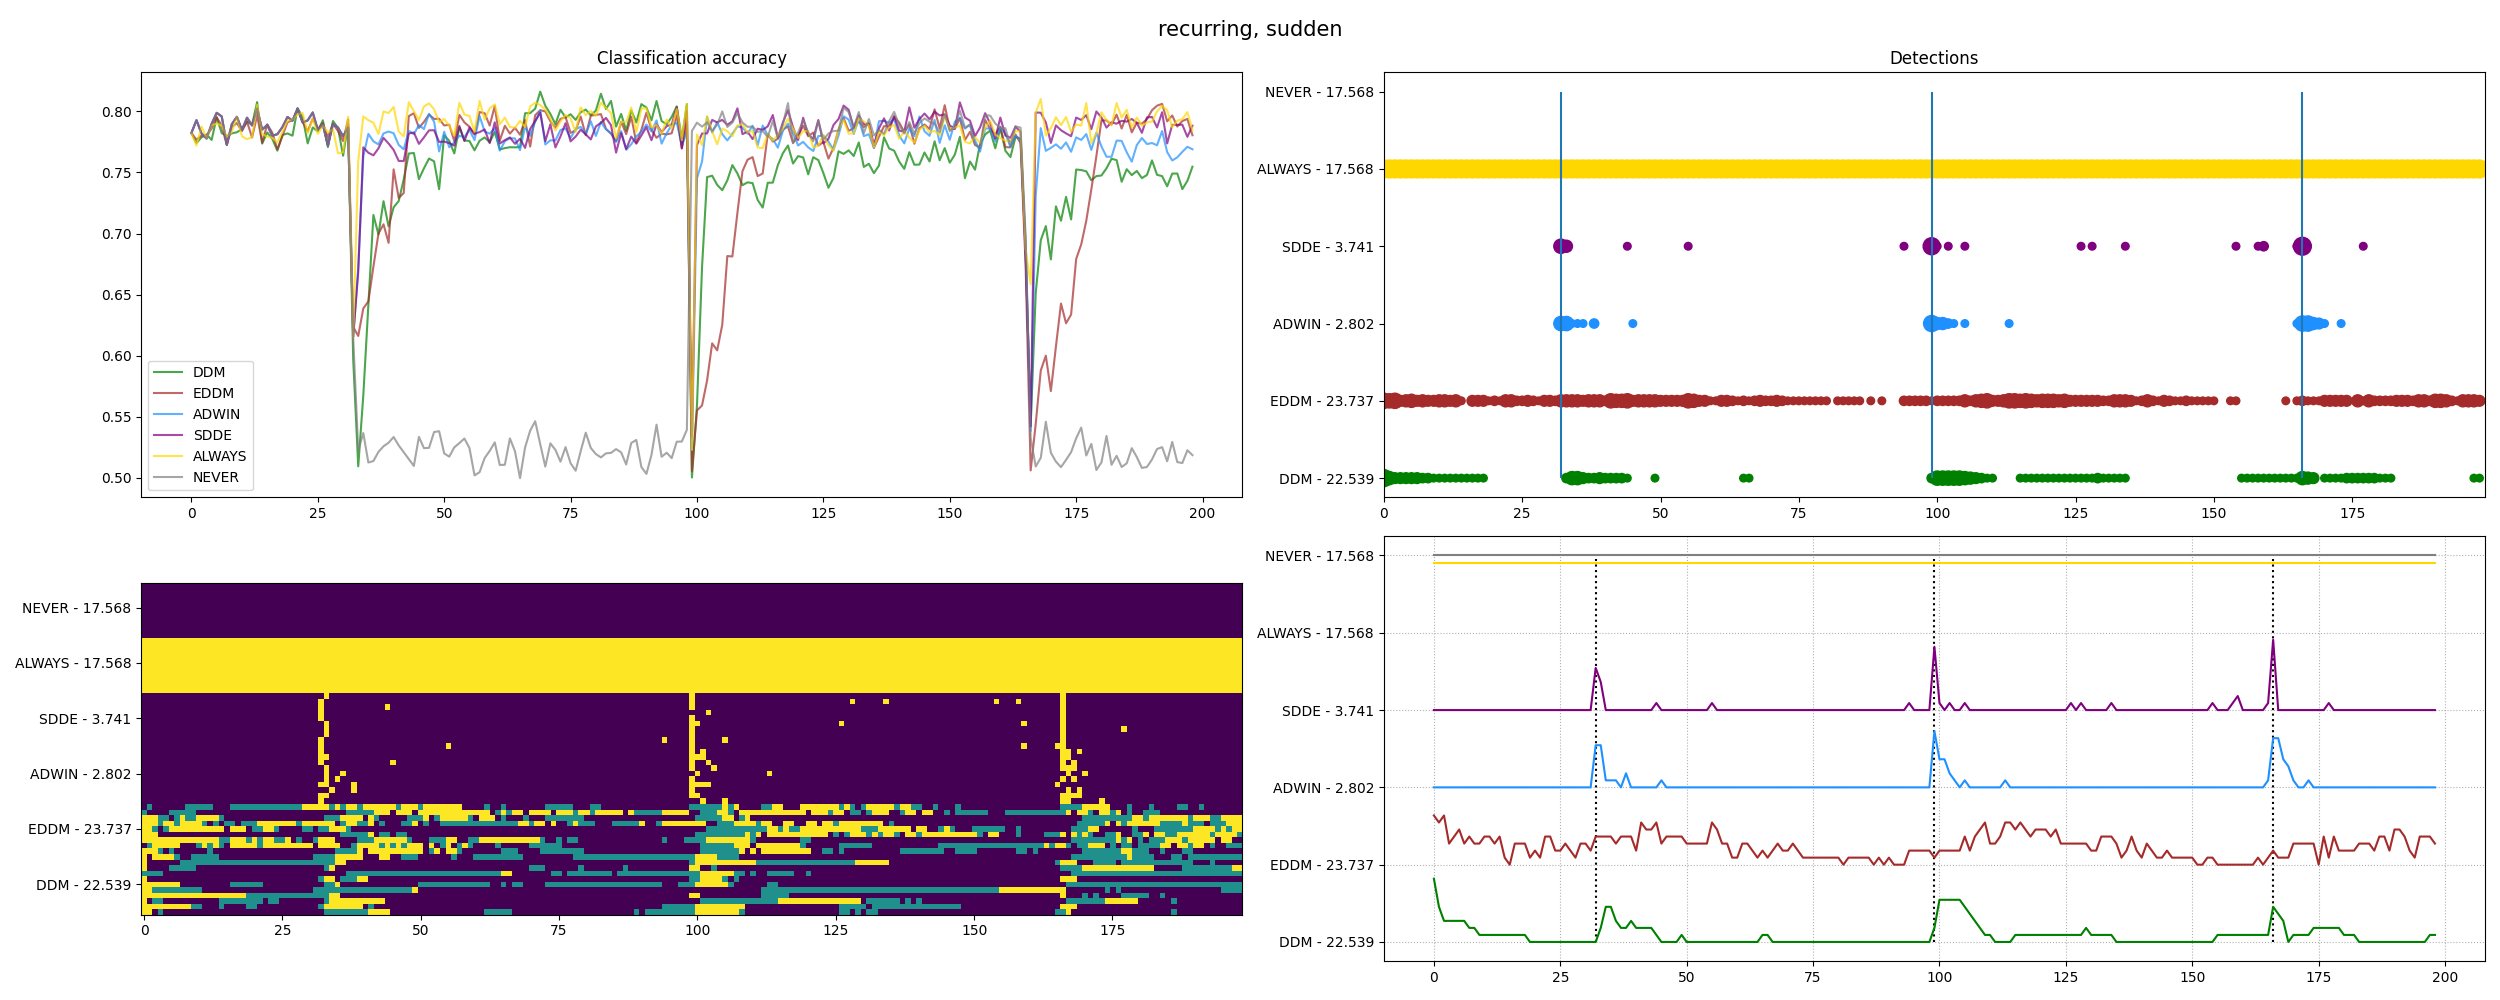 recurring, sudden
Classification accuracy
0.80
0.75
0.70
0.65
0.60
0.55
0.50
DDM
EDDM
ADWIN
SDDE
ALWAYS
NEVER
0 25 50 75 100 125 150 175 200
Detections
NEVER - 17.568
ALWAYS - 17.568
SDDE - 3.741
ADWIN - 2.802
EDDM - 23.737
DDM - 22.539
0 25 50 75 100 125 150 175
NEVER - 17.568
ALWAYS - 17.568
SDDE - 3.741
ADWIN - 2.802
EDDM - 23.737
DDM - 22.539
0 25 50 75 100 125 150 175
NEVER - 17.568
ALWAYS - 17.568
SDDE - 3.741
ADWIN - 2.802
EDDM - 23.737
DDM - 22.539
0 25 50 75 100 125 150 175 200